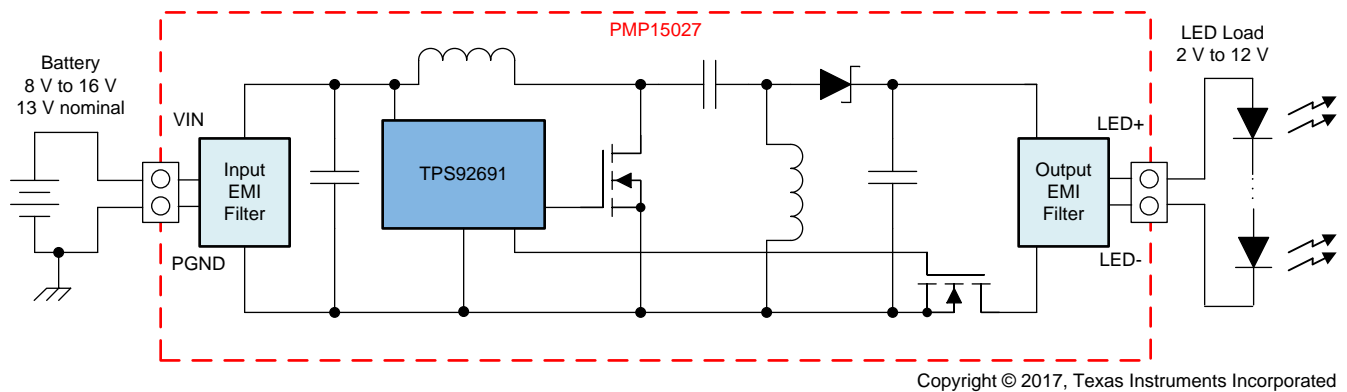 PMP15027
Battery
8 V to 16 V
13 V nominal
LED Load
2 V to 12 V
VIN
LED+
Input
EMI
Filter
TPS92691
Output
EMI
Filter
PGND
LED-
Copyright © 2017, Texas Instruments Incorporated